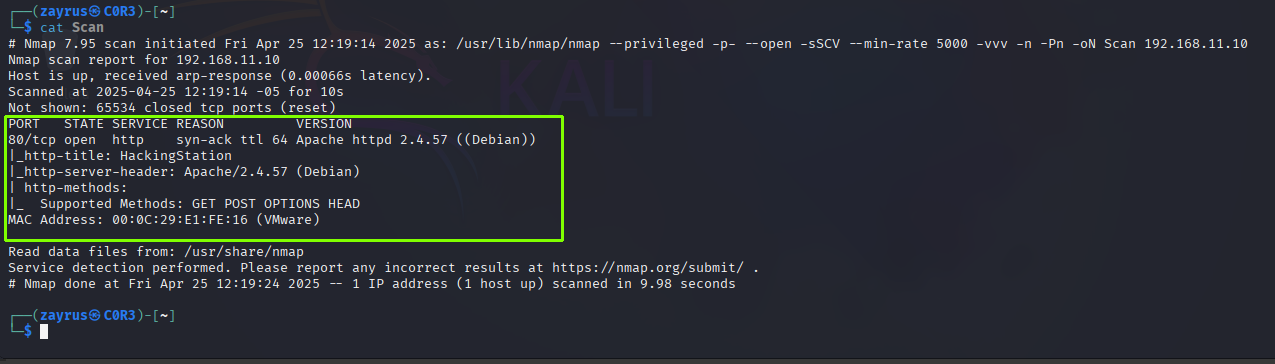 ┌──(zayrus㉿C0R3)-[~]
└─$ cat Scan
# Nmap 7.95 scan initiated Fri Apr 25 12:19:14 2025 as: /usr/lib/nmap/nmap --privileged -p- --open -sSCV --min-rate 5000 -vvv -n -Pn -oN Scan 192.168.11.10
Nmap scan report for 192.168.11.10
Host is up, received arp-response (0.00066s latency).
Scanned at 2025-04-25 12:19:14 -05 for 10s
Not shown: 65534 closed tcp ports (reset)
PORT   STATE SERVICE REASON         VERSION
80/tcp open  http    syn-ack ttl 64 Apache httpd 2.4.57 ((Debian))
|_http-title: HackingStation
|_http-server-header: Apache/2.4.57 (Debian)
| http-methods:
|_  Supported Methods: GET POST OPTIONS HEAD
MAC Address: 00:0C:29:E1:FE:16 (VMware)
Read data files from: /usr/share/nmap
Service detection performed. Please report any incorrect results at https://nmap.org/submit/ .
# Nmap done at Fri Apr 25 12:19:24 2025 -- 1 IP address (1 host up) scanned in 9.98 seconds
┌──(zayrus㉿C0R3)-[~]
└─$
KALI